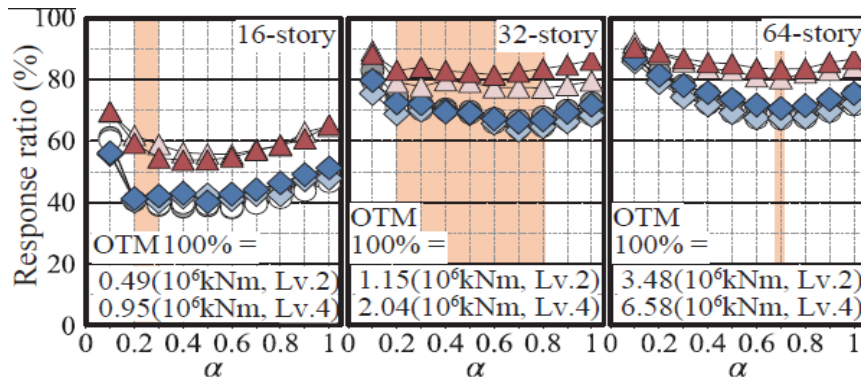 Response ratio (%)
100
80
60
40
20
0
16-story
OTM 100% =
0.49(10⁶kNm, Lv.2)
0.95(10⁶kNm, Lv.4)
32-story
OTM
100% =
1.15(10⁶kNm, Lv.2)
2.04(10⁶kNm, Lv.4)
64-story
OTM
100% =
3.48(10⁶kNm, Lv.2)
6.58(10⁶kNm, Lv.4)
0 0.2 0.4 0.6 0.8 1 0 0.2 0.4 0.6 0.8 1 0 0.2 0.4 0.6 0.8 1
α α α